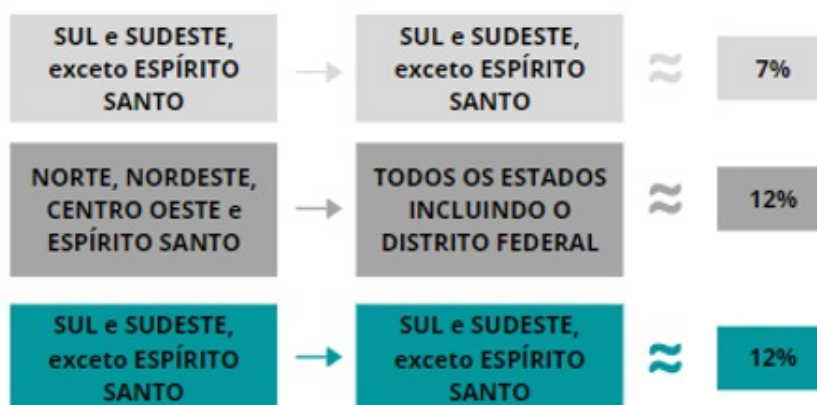 SUL e SUDESTE,
exceto ESPÍRITO
SANTO
SUL e SUDESTE,
exceto ESPÍRITO
SANTO
≈
7%
NORTE, NORDESTE,
CENTRO OESTE e
ESPÍRITO SANTO
TODOS OS ESTADOS
INCLUINDO O
DISTRITO FEDERAL
≈
12%
SUL e SUDESTE,
exceto ESPÍRITO
SANTO
SUL e SUDESTE,
exceto ESPÍRITO
SANTO
≈
12%